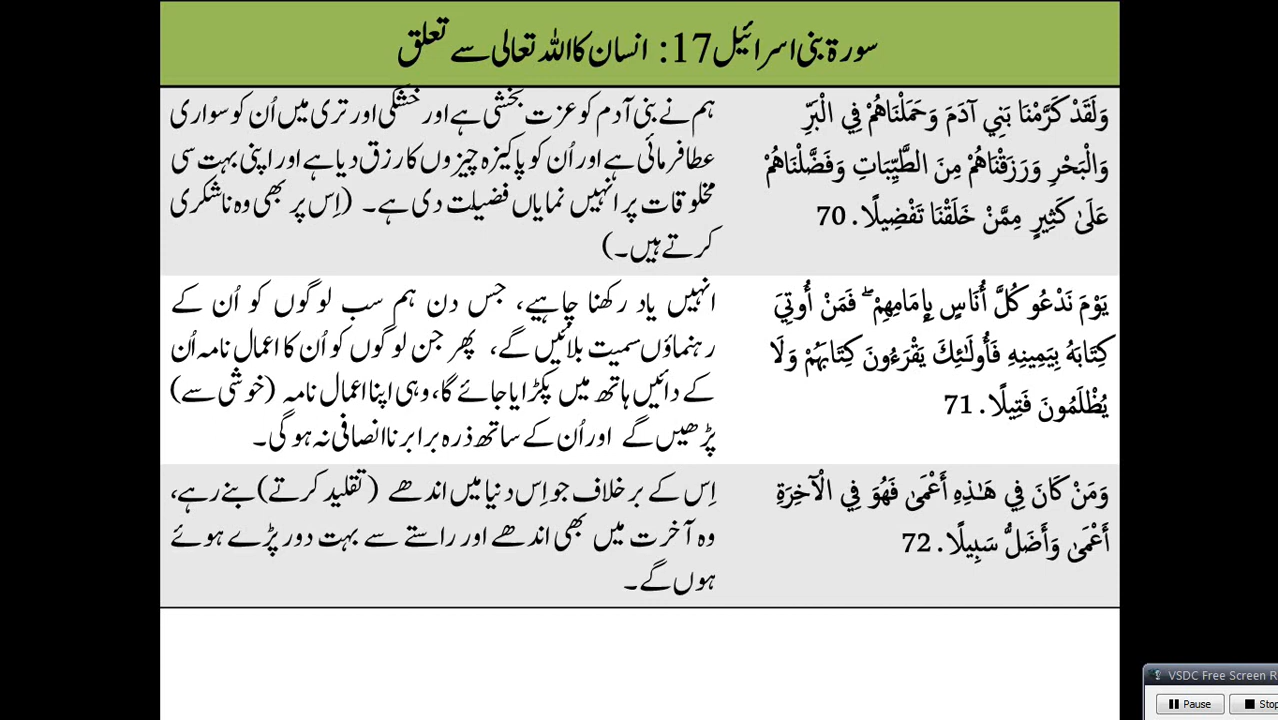 سورۃ بنی اسرائیل 17: انسان کا اللہ تعالی سے تعلق
وَلَقَدْ كَرَّمْنَا بَنِي آدَمَ وَحَمَلْنَاهُمْ فِي الْبَرِّ
وَالْبَحْرِ وَرَزَقْنَاهُمْ مِنَ الطَّيِّبَاتِ وَفَضَّلْنَاهُمْ
عَلَىٰ كَثِيرٍ مِمَّنْ خَلَقْنَا تَفْضِيلًا. 70
ہم نے بنی آدم کو عزت بخشی ہے اور خشکی اور تری میں اُن کو سواری
عطا فرمائی ہے اور اُن کو پاکیزہ چیزوں کا رزق دیا ہے اور اپنی بہت سی
مخلوقات پر انہیں نمایاں فضیلت دی ہے۔ (اِس پر بھی وہ ناشکری
کرتے ہیں۔)
يَوْمَ نَدْعُو كُلَّ أُنَاسٍ بِإِمَامِهِمْ ۖ فَمَنْ أُوتِيَ
كِتَابَهُ بِيَمِينِهِ فَأُولَٰئِكَ يَقْرَءُونَ كِتَابَهُمْ وَلَا
يُظْلَمُونَ فَتِيلًا. 71
انہیں یاد رکھنا چاہیے، جس دن ہم سب لوگوں کو اُن کے
رہنماؤں سمیت بلائیں گے، پھر جن لوگوں کو اُن کا اعمال نامہ اُن
کے دائیں ہاتھ میں پکڑایا جائے گا، وہی اپنا اعمال نامہ (خوشی سے)
پڑھیں گے اور اُن کے ساتھ ذرہ برابر ناانصافی نہ ہو گی۔
وَمَنْ كَانَ فِي هَٰذِهِ أَعْمَىٰ فَهُوَ فِي الْآخِرَةِ
أَعْمَىٰ وَأَضَلُّ سَبِيلًا. 72
اِس کے برخلاف جو اِس دنیا میں اندھے (تقلید کرتے) بنے رہے،
وہ آخرت میں بھی اندھے اور راستے سے بہت دور پڑے ہوئے
ہوں گے۔
VSDC Free Screen R
Pause
Stop